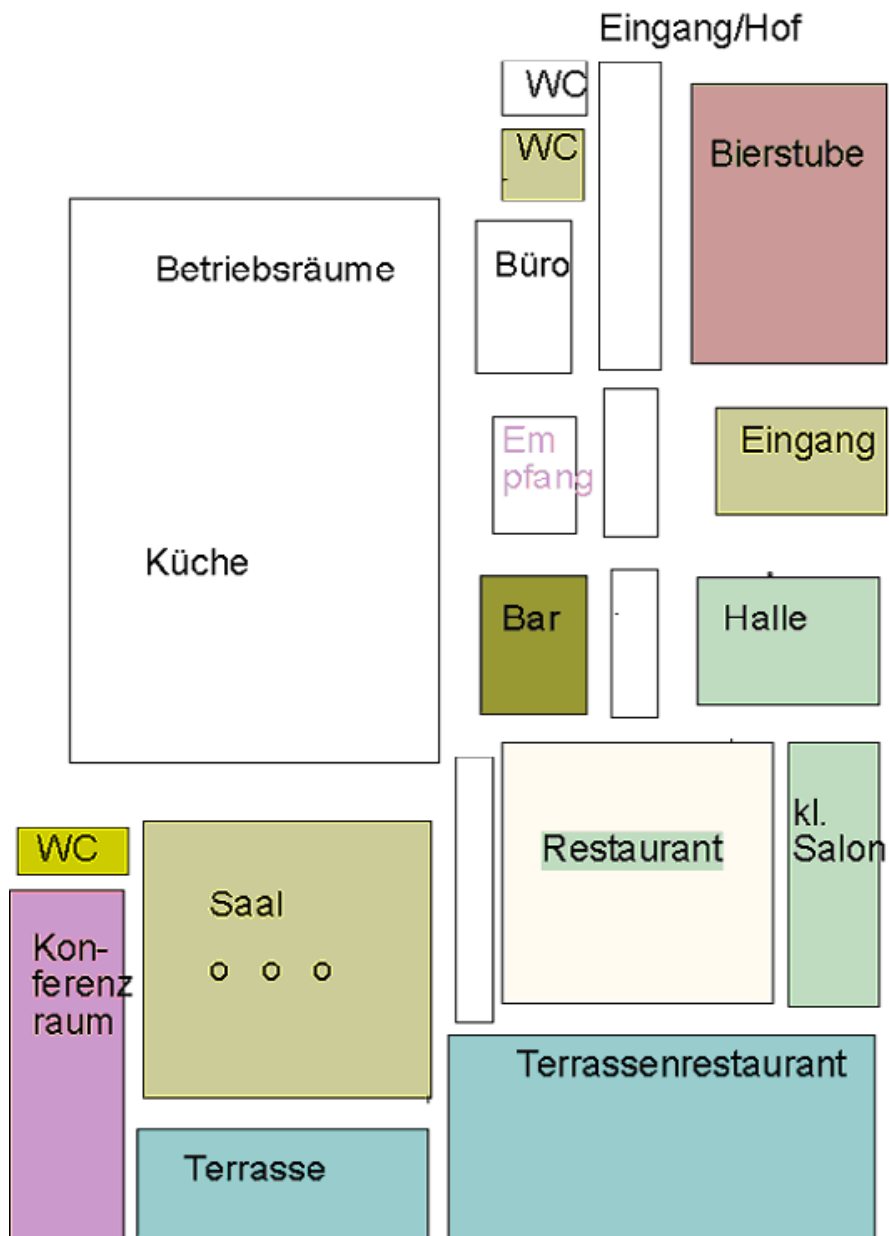 Eingang/Hof
WC
WC
Bierstube
Betriebsräume
Büro
Em
pfang
Eingang
Küche
Bar
Halle
WC
Restaurant
kl.
Salon
Saal
o o o
Kon-
ferenz
raum
Terrassenrestaurant
Terrasse